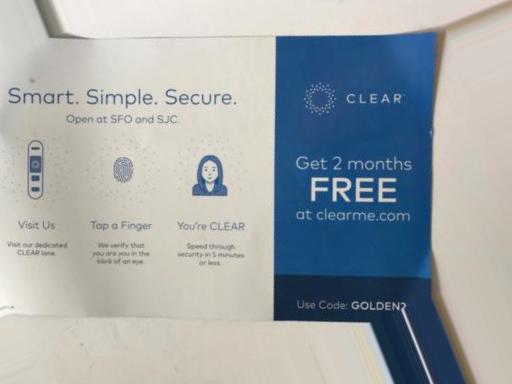 Smart. Simple. Secure.
Open at SFO and SJC.
Visit Us
Visit our dedicated
CLEAR lane.
Tap a Finger
We verify that
you are you in the
blink of an eye.
You're CLEAR
Speed through
security in 5 minutes
or less.
CLEAR
Get 2 months
FREE
at clearme.com
Use Code: GOLDEN2